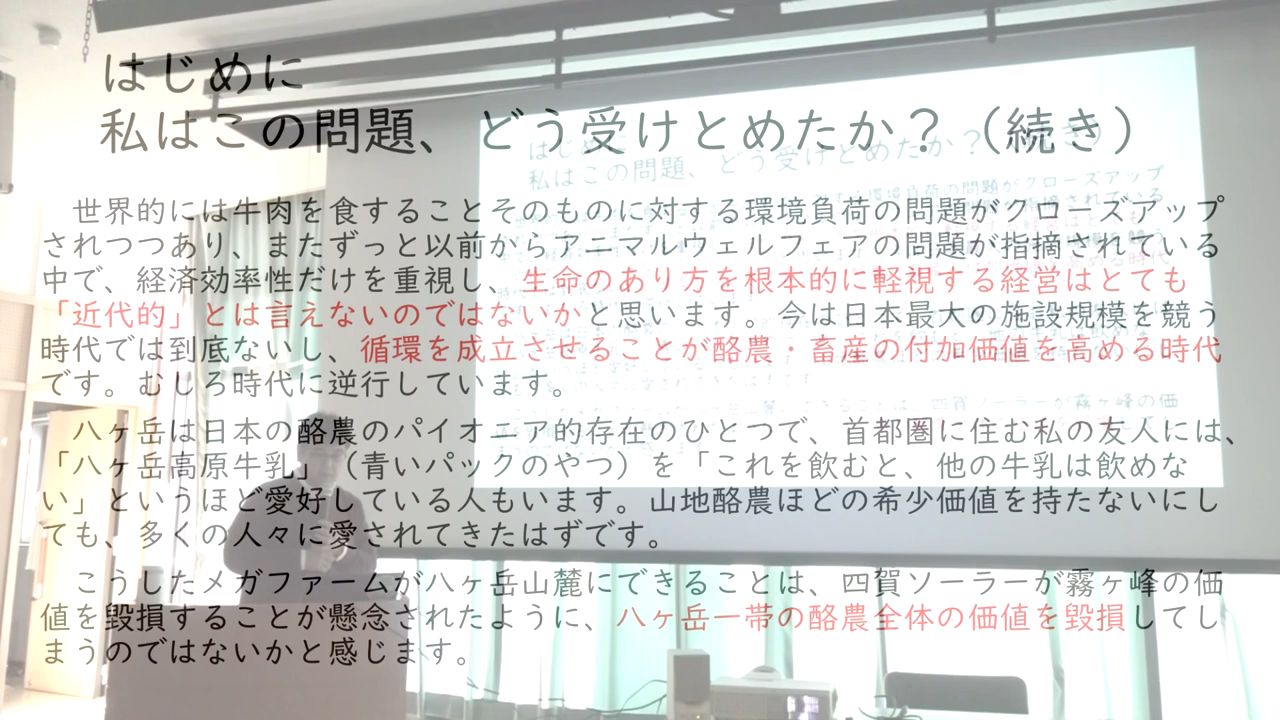 はじめに
私はこの問題、どう受けとめたか？（続き）
世界的には牛肉を食することそのものに対する環境負荷の問題がクローズアップ
されつつあり、またずっと以前からアニマルウェルフェアの問題が指摘されている
中で、経済効率性だけを重視し、生命のあり方を根本的に軽視する経営はとても
「近代的」とは言えないのではないかと思います。今は日本最大の施設規模を競う
時代では到底ないし、循環を成立させることが酪農・畜産の付加価値を高める時代
です。むしろ時代に逆行しています。
八ヶ岳は日本の酪農のパイオニア的存在のひとつで、首都圏に住む私の友人には、
「八ヶ岳高原牛乳」（青いパックのやつ）を「これを飲むと、他の牛乳は飲めな
い」というほど愛好している人もいます。山地酪農ほどの希少価値を持たないにし
ても、多くの人々に愛されてきたはずです。
こうしたメガファームが八ヶ岳山麓にできることは、四賀ソーラーが霧ヶ峰の価
値を毀損することが懸念されたように、八ヶ岳一帯の酪農全体の価値を毀損してし
まうのではないかと感じます。
はじめに
私はこの問題、どう受けとめたか？